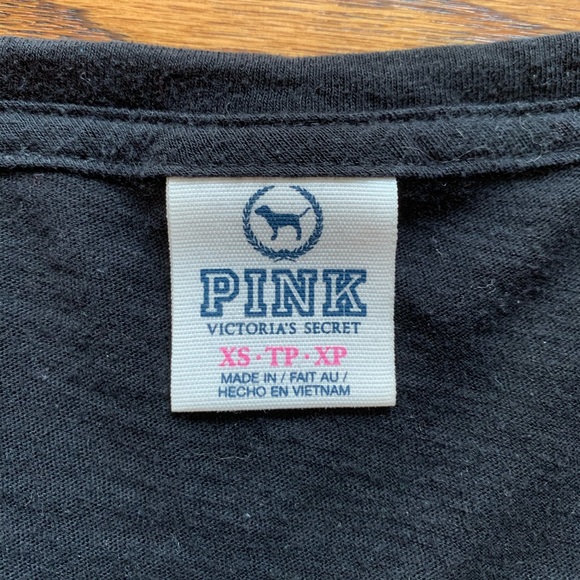 PINK
VICTORIA'S SECRET
XS · TP · XP
MADE IN / FAIT AU /
HECHO EN VIETNAM